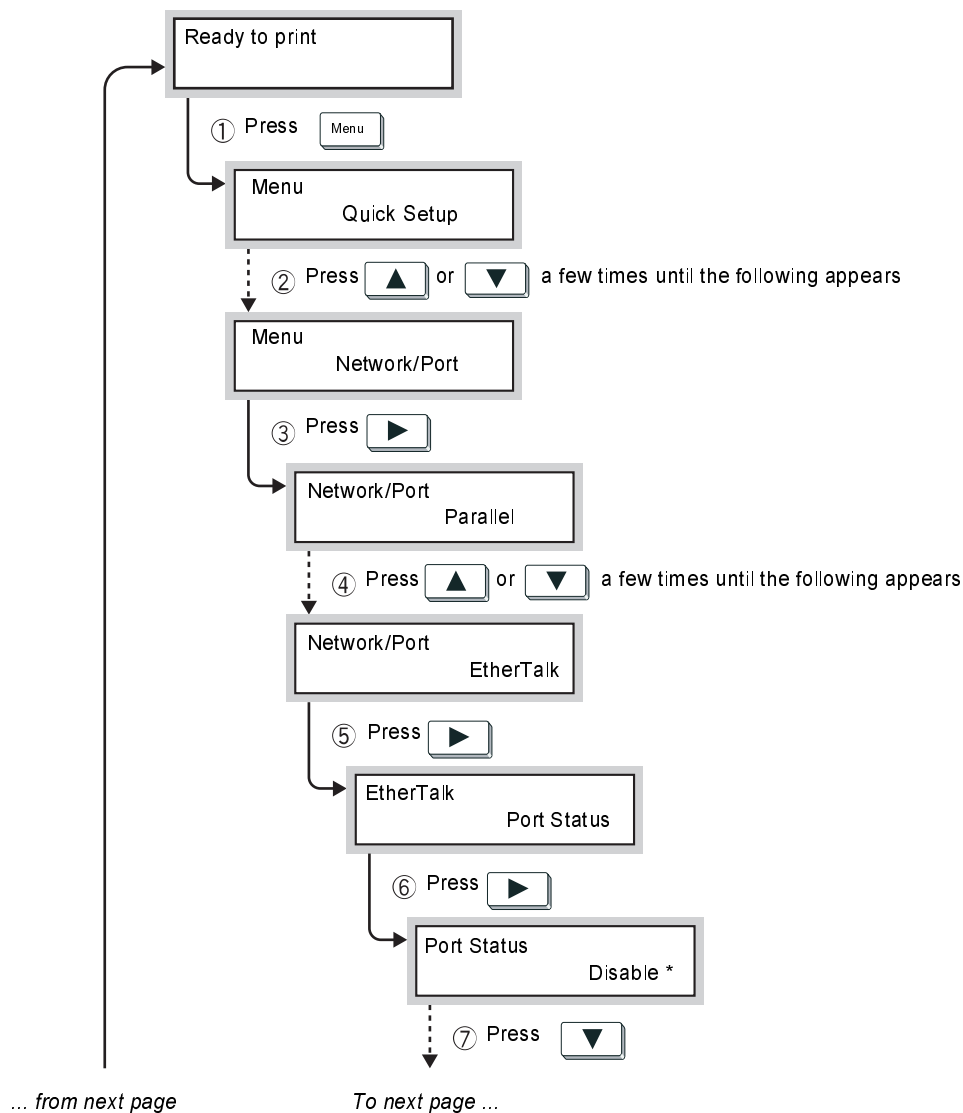 Ready to print
① Press Menu
Menu
Quick Setup
② Press ▲ or ▼ a few times until the following appears
Menu
Network/Port
③ Press ▶
Network/Port
Parallel
④ Press ▲ or ▼ a few times until the following appears
Network/Port
EtherTalk
⑤ Press ▶
EtherTalk
Port Status
⑥ Press ▶
Port Status
Disable *
⑦ Press ▼
... from next page
To next page ...